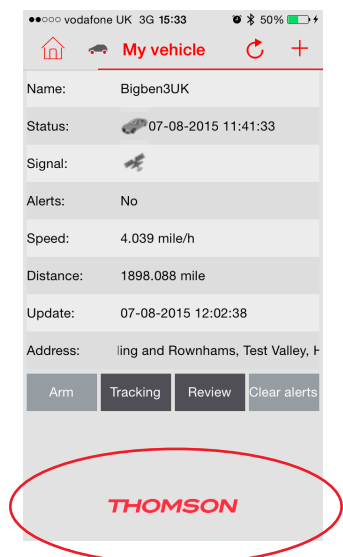 vodafone UK 3G 15:33 50%
My vehicle
Name: Bigben3UK
Status: 07-08-2015 11:41:33
Signal:
Alerts: No
Speed: 4.039 mile/h
Distance: 1898.088 mile
Update: 07-08-2015 12:02:38
Address: ling and Rownhams, Test Valley, H
Arm Tracking Review Clear alerts
THOMSON